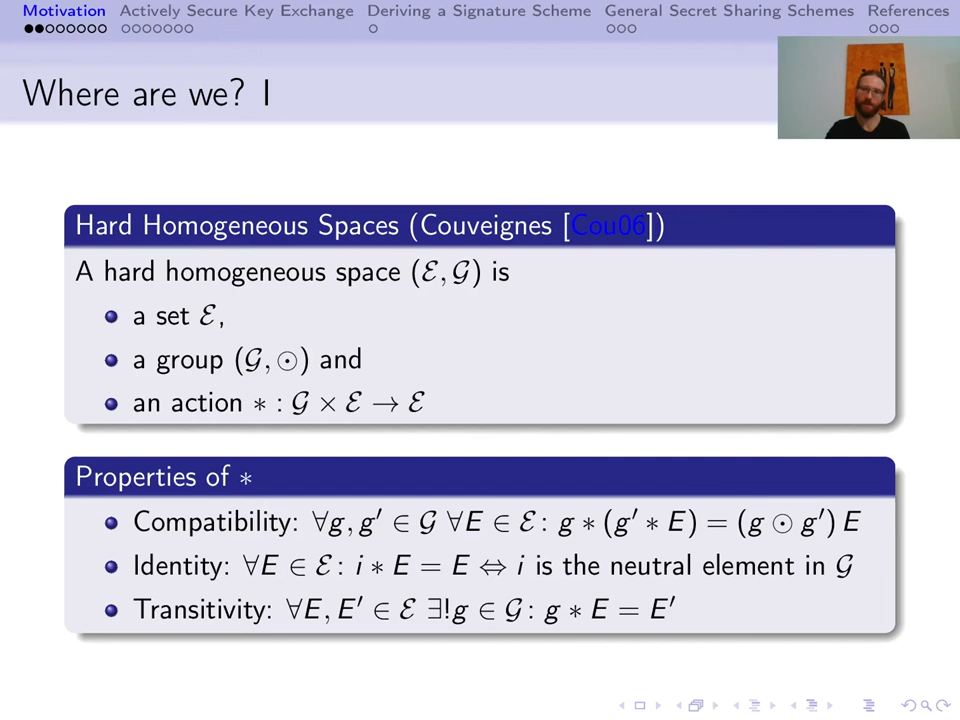 Motivation Actively Secure Key Exchange Deriving a Signature Scheme General Secret Sharing Schemes References
Where are we? I
Hard Homogeneous Spaces (Couveignes [Cou06])
A hard homogeneous space (ℰ, 𝒢) is
a set ℰ,
a group (𝒢, ⊙) and
an action ∗ : 𝒢 × ℰ → ℰ
Properties of ∗
Compatibility: ∀g, g′ ∈ 𝒢 ∀E ∈ ℰ: g ∗ (g′ ∗ E) = (g ⊙ g′) E
Identity: ∀E ∈ ℰ: i ∗ E = E ⇔ i is the neutral element in 𝒢
Transitivity: ∀E, E′ ∈ ℰ ∃!g ∈ 𝒢: g ∗ E = E′